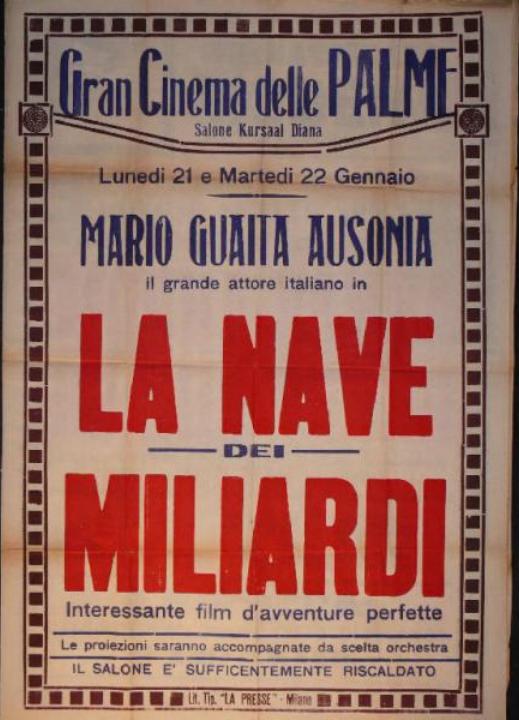 Gran Cinema delle PALME
Salone Kursaal Diana
Lunedi 21 e Martedi 22 Gennaio
MARIO GUAITA AUSONIA
il grande attore italiano in
LA NAVE
DEI
MILIARDI
Interessante film d'avventure perfette
Le proiezioni saranno accompagnate da scelta orchestra
IL SALONE E' SUFFICENTEMENTE RISCALDATO
Lit. Tip. "LA PRESSE" - Milano